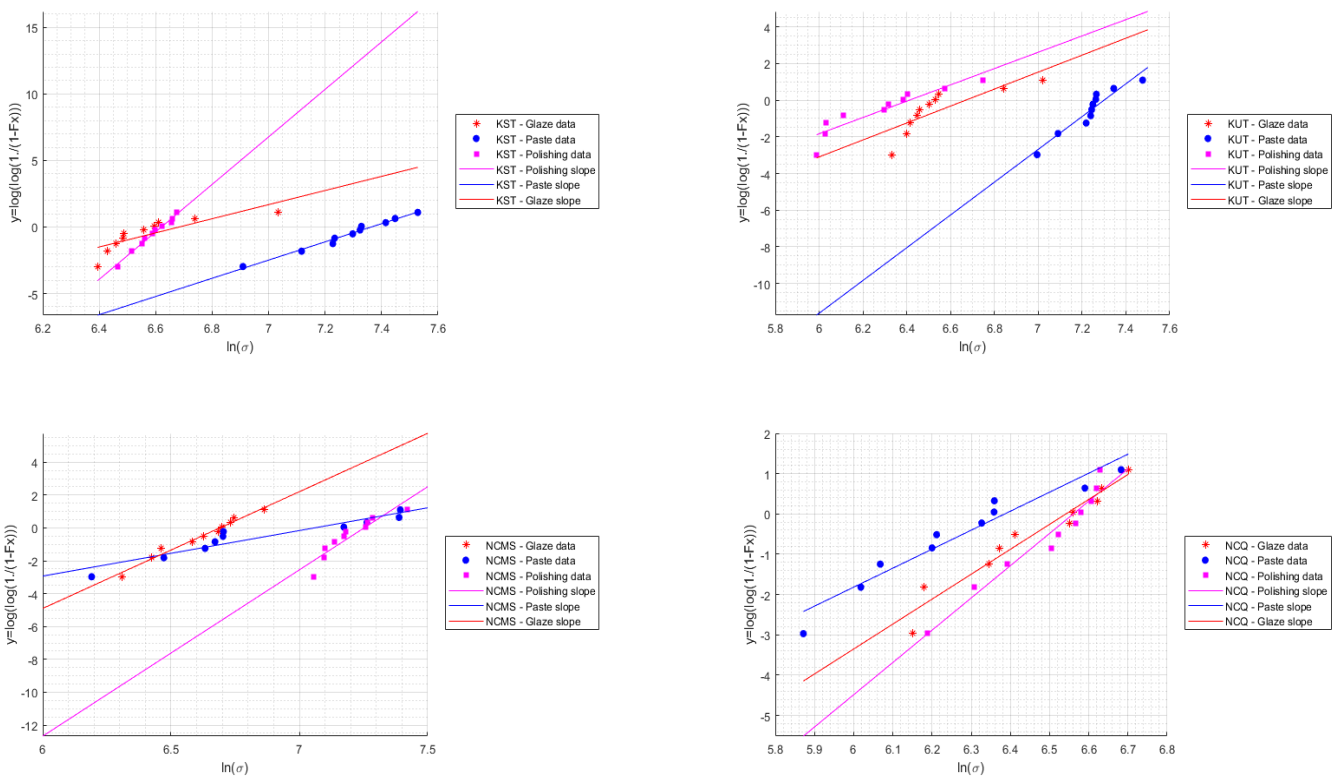 15
10
5
0
-5
6.2 6.4 6.6 6.8 7 7.2 7.4 7.6
ln(σ)
y=log(log(1./(1-Fx)))
KST - Glaze data
KST - Paste data
KST - Polishing data
KST - Polishing slope
KST - Paste slope
KST - Glaze slope
4
2
0
-2
-4
-6
-8
-10
5.8 6 6.2 6.4 6.6 6.8 7 7.2 7.4 7.6
ln(σ)
y=log(log(1./(1-Fx)))
KUT - Glaze data
KUT - Paste data
KUT - Polishing data
KUT - Polishing slope
KUT - Paste slope
KUT - Glaze slope
4
2
0
-2
-4
-6
-8
-10
-12
6 6.5 7 7.5
ln(σ)
y=log(log(1./(1-Fx)))
NCMS - Glaze data
NCMS - Paste data
NCMS - Polishing data
NCMS - Polishing slope
NCMS - Paste slope
NCMS - Glaze slope
2
1
0
-1
-2
-3
-4
-5
5.8 5.9 6 6.1 6.2 6.3 6.4 6.5 6.6 6.7 6.8
ln(σ)
y=log(log(1./(1-Fx)))
NCQ - Glaze data
NCQ - Paste data
NCQ - Polishing data
NCQ - Polishing slope
NCQ - Paste slope
NCQ - Glaze slope